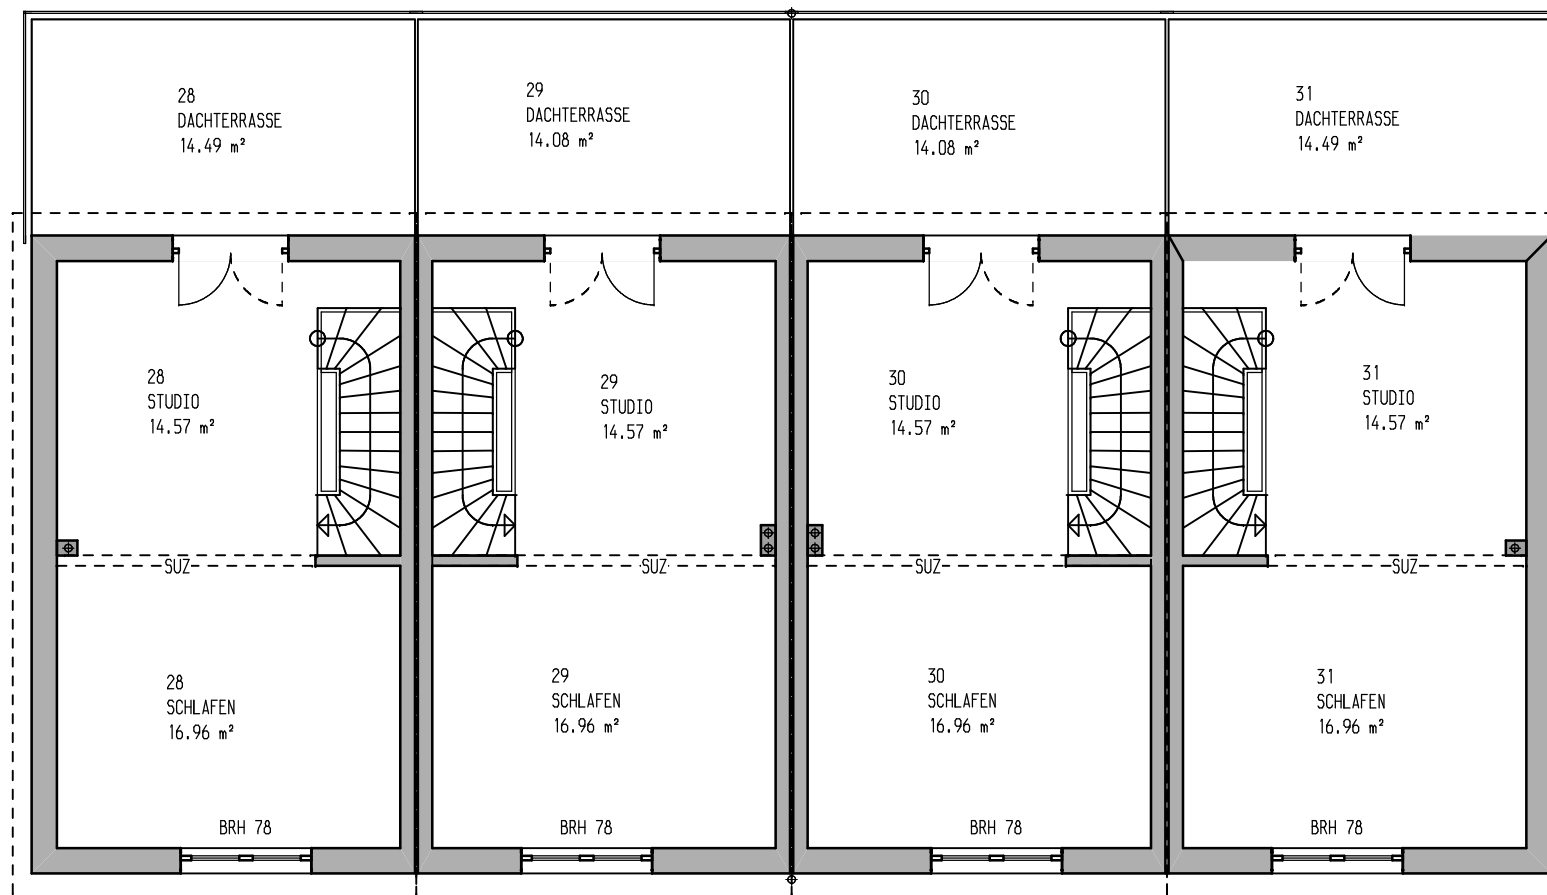 28
DACHTERRASSE
14.49 m²
29
DACHTERRASSE
14.08 m²
30
DACHTERRASSE
14.08 m²
31
DACHTERRASSE
14.49 m²
28
STUDIO
14.57 m²
29
STUDIO
14.57 m²
30
STUDIO
14.57 m²
31
STUDIO
14.57 m²
SUZ
SUZ
SUZ
SUZ
28
SCHLAFEN
16.96 m²
29
SCHLAFEN
16.96 m²
30
SCHLAFEN
16.96 m²
31
SCHLAFEN
16.96 m²
BRH 78
BRH 78
BRH 78
BRH 78